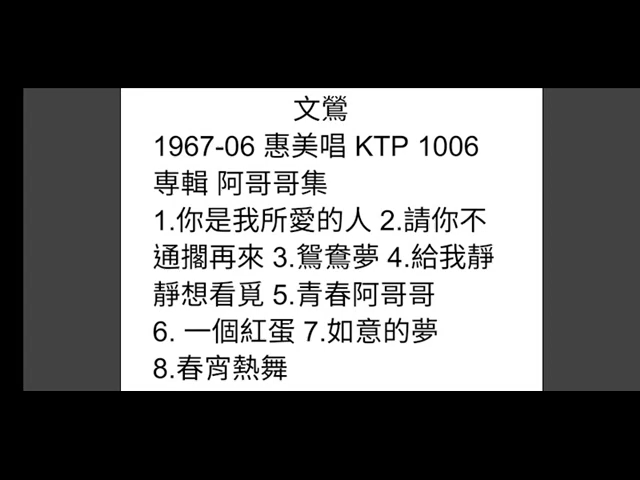 文鶯
1967-06 惠美唱 KTP 1006
專輯 阿哥哥集
1.你是我所愛的人 2.請你不
通擱再來 3.鴛鴦夢 4.給我靜
靜想看覓 5.青春阿哥哥
6. 一個紅蛋 7.如意的夢
8.春宵熱舞